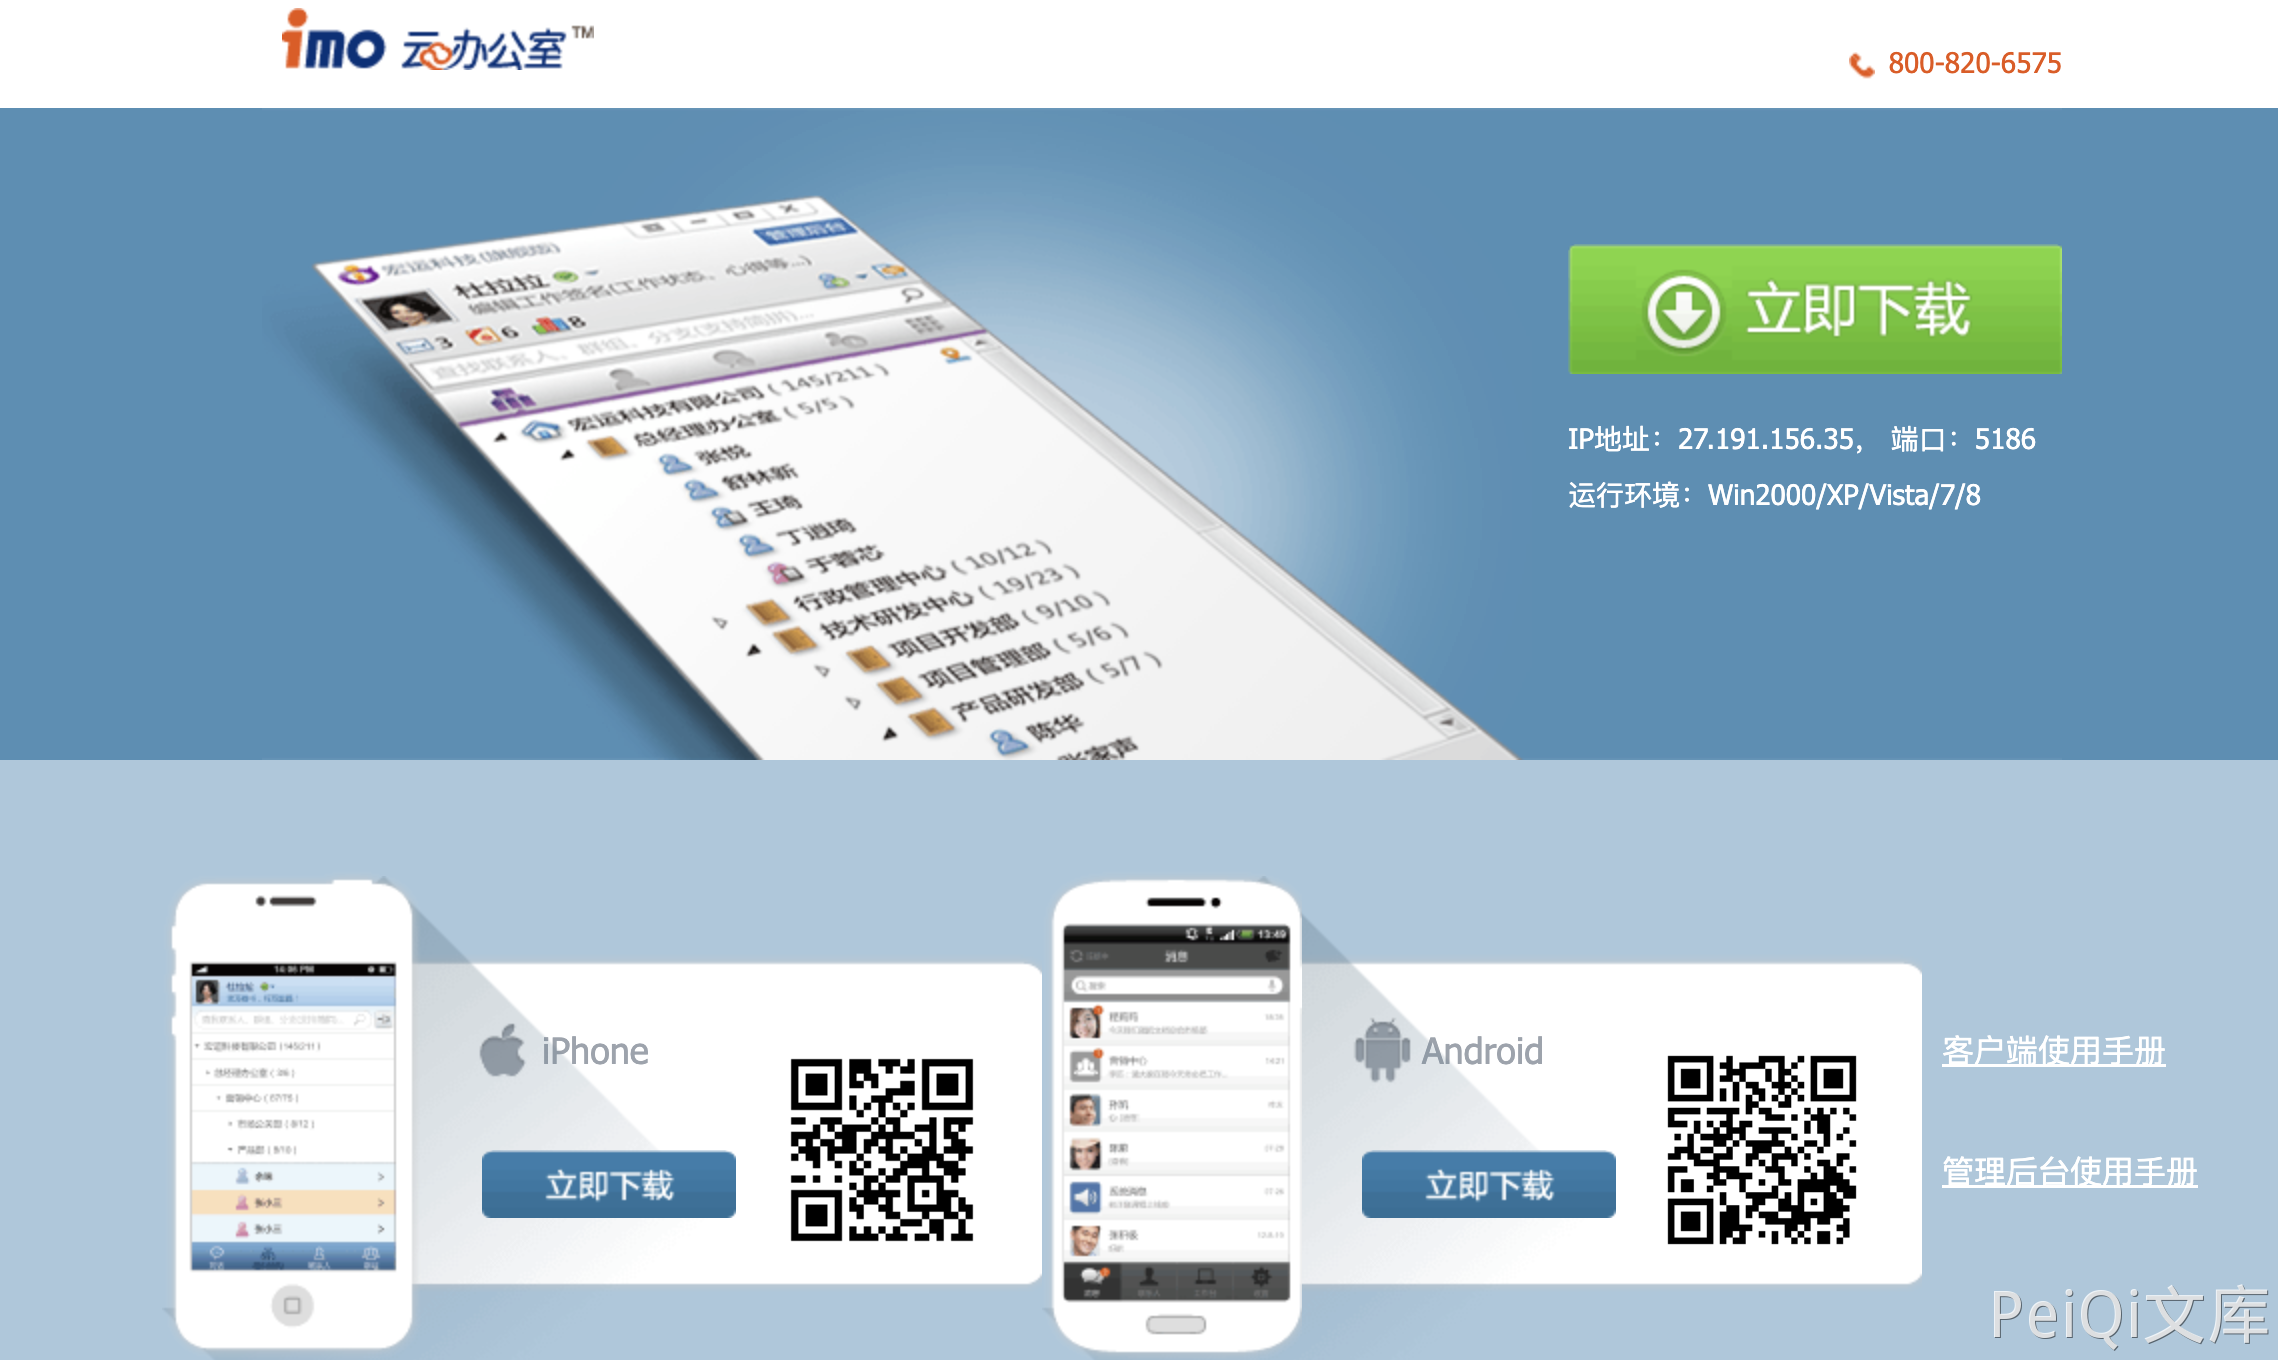 imo 云办公室 TM
800-820-6575
宏运科技(旗舰版)
管理后台
杜拉拉
编辑工作签名(工作状态、心得等...)
3 6 8
查找联系人、群组、分支(支持简拼)...
宏运科技有限公司 ( 145/211 )
总经理办公室 ( 5/5 )
张悦
舒林新
王琦
丁逍琦
于蓉芯
行政管理中心 ( 10/12 )
技术研发中心 ( 19/23 )
项目开发部 ( 9/10 )
项目管理部 ( 5/6 )
产品研发部 ( 5/7 )
陈华
张家声
立即下载
IP地址：27.191.156.35， 端口：5186
运行环境：Win2000/XP/Vista/7/8
iPhone
立即下载
13:49
消息
搜索
Android
立即下载
客户端使用手册
管理后台使用手册
PeiQi文库